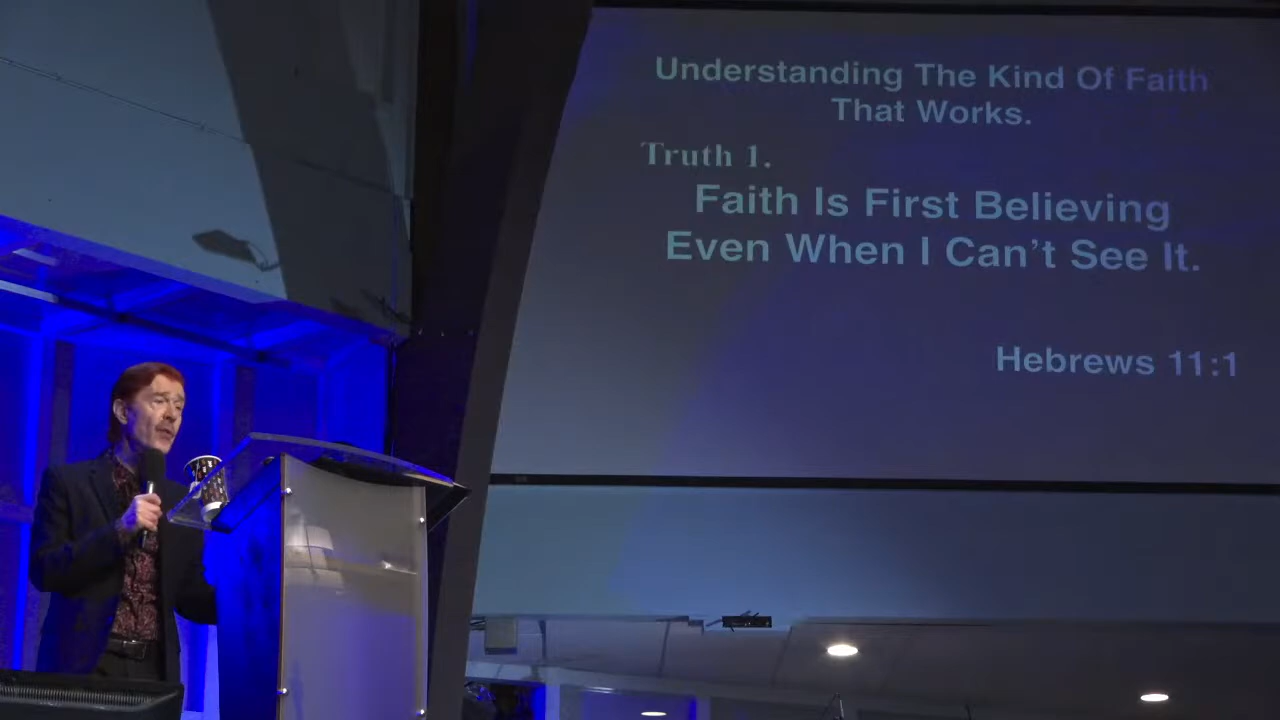 Understanding The Kind Of Faith
That Works.
Truth 1.
Faith Is First Believing
Even When I Can’t See It.
Hebrews 11:1